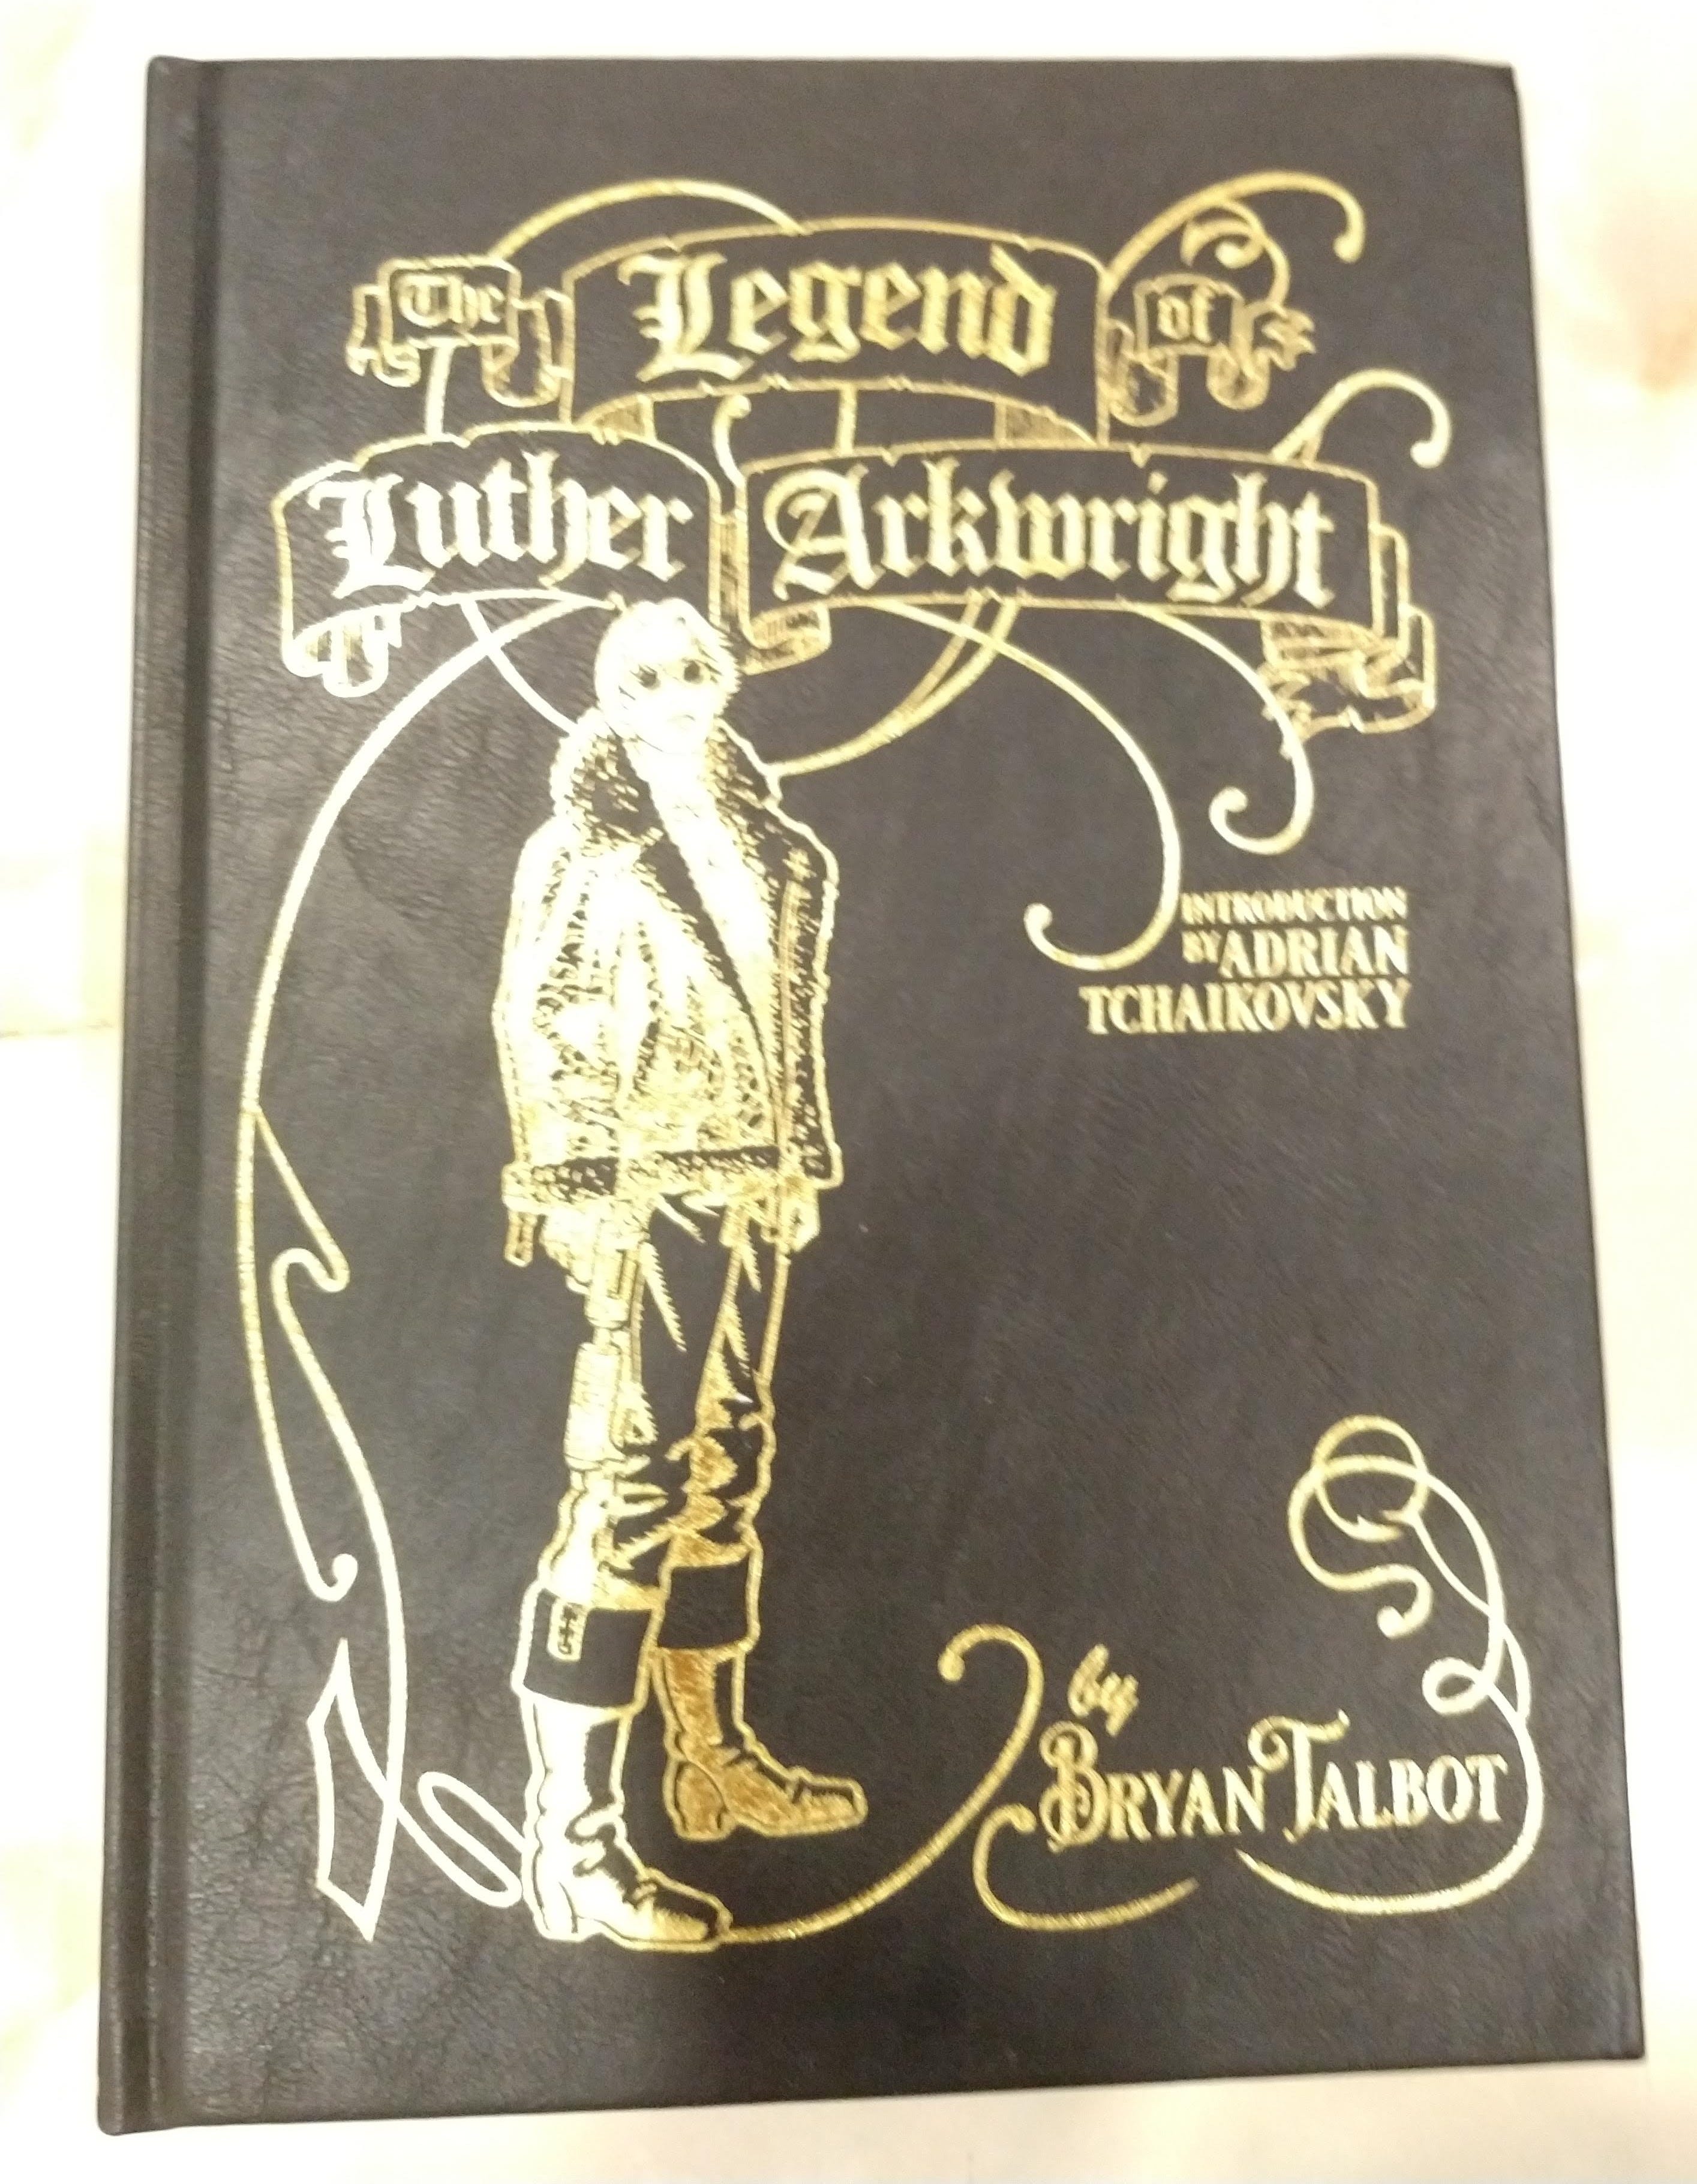 The Legend of
Luther Arkwright
INTRODUCTION
BY ADRIAN
TCHAIKOVSKY
by
BRYAN TALBOT